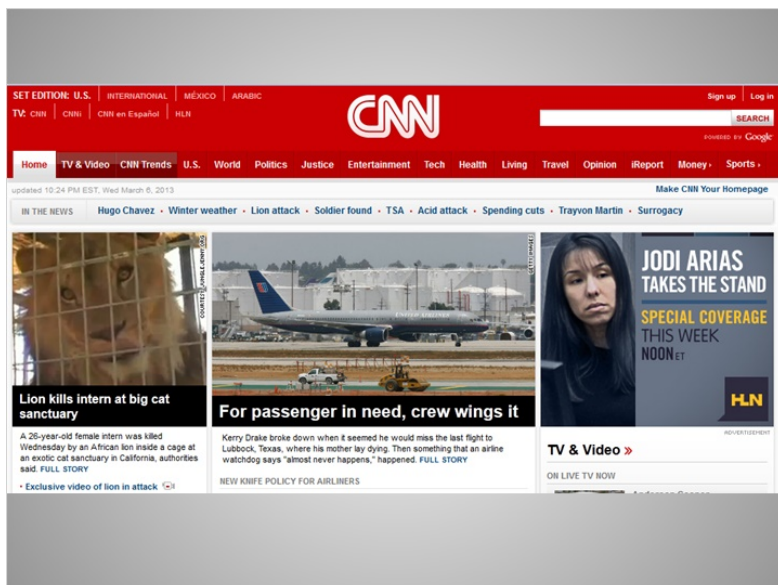 SET EDITION: U.S. INTERNATIONAL MÉXICO ARABIC
TV: CNN CNNi CNN en Español HLN
CNN
Sign up Log in
SEARCH
POWERED BY Google
Home TV & Video CNN Trends U.S. World Politics Justice Entertainment Tech Health Living Travel Opinion iReport Money › Sports ›
updated 10:24 PM EST, Wed March 6, 2013
Make CNN Your Homepage
IN THE NEWS Hugo Chavez • Winter weather • Lion attack • Soldier found • TSA • Acid attack • Spending cuts • Trayvon Martin • Surrogacy
COURTESY JUNGLEJENNY.ORG
Lion kills intern at big cat
sanctuary
A 26-year-old female intern was killed
Wednesday by an African lion inside a cage at
an exotic cat sanctuary in California, authorities
said. FULL STORY
• Exclusive video of lion in attack
GETTY IMAGES
UNITED AIRLINES
For passenger in need, crew wings it
Kerry Drake broke down when it seemed he would miss the last flight to
Lubbock, Texas, where his mother lay dying. Then something that an airline
watchdog says "almost never happens," happened. FULL STORY
NEW KNIFE POLICY FOR AIRLINERS
JODI ARIAS
TAKES THE STAND
SPECIAL COVERAGE
THIS WEEK
NOON ET
HLN
ADVERTISEMENT
TV & Video »
ON LIVE TV NOW